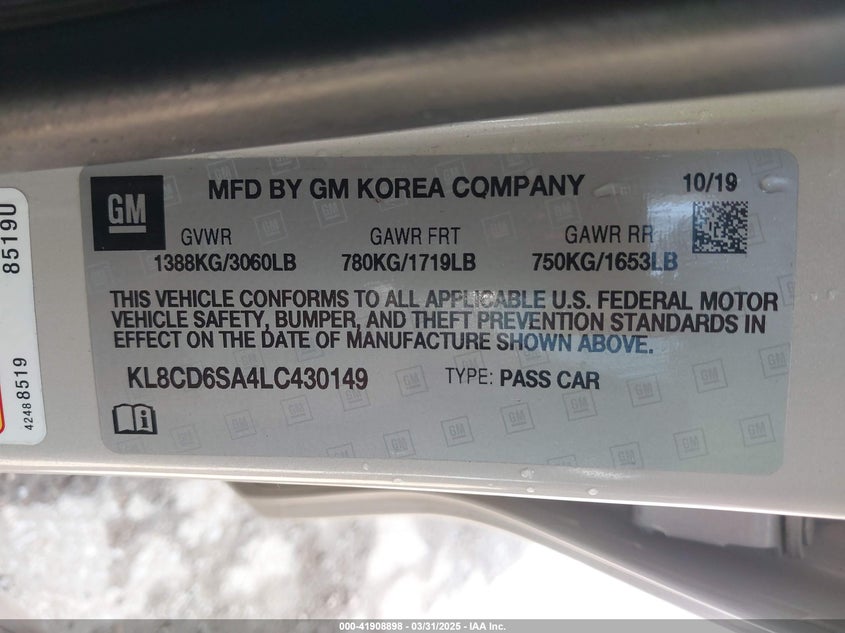 GM
MFD BY GM KOREA COMPANY
10/19
GVWR
GAWR FRT
GAWR RR
1388KG/3060LB
780KG/1719LB
750KG/1653LB
THIS VEHICLE CONFORMS TO ALL APPLICABLE U.S. FEDERAL MOTOR
VEHICLE SAFETY, BUMPER, AND THEFT PREVENTION STANDARDS IN
EFFECT ON THE DATE OF MANUFACTURE SHOWN ABOVE.
KL8CD6SA4LC430149
TYPE: PASS CAR
8519U
42488519
000-41908898 - 03/31/2025 - IAA Inc.